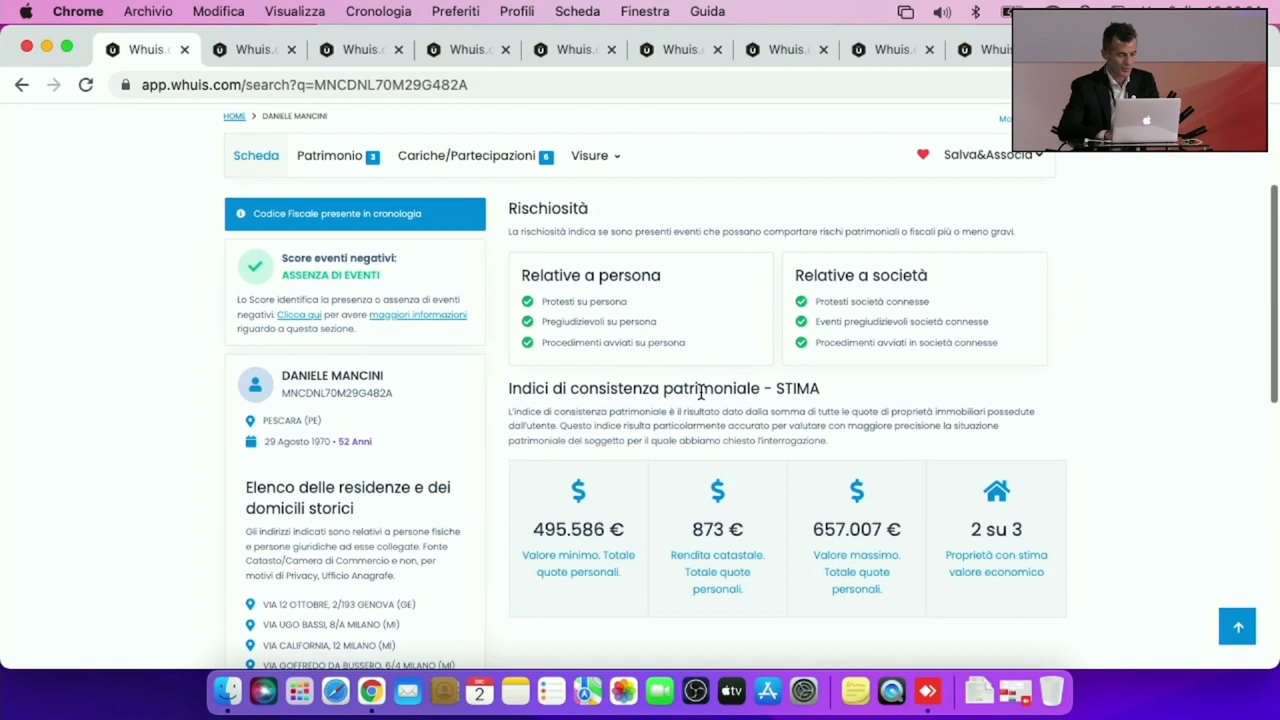 Chrome Archivio Modifica Visualizza Cronologia Preferiti Profili Scheda Finestra Guida
Whuis.c Whuis.c Whuis.c Whuis.c Whuis.c Whuis.c Whuis.c Whuis.c Whuis
app.whuis.com/search?q=MNCDNL70M29G482A
HOME > DANIELE MANCINI
Scheda Patrimonio 3 Cariche/Partecipazioni 6 Visure Salva&Associa
Codice Fiscale presente in cronologia
Score eventi negativi:
ASSENZA DI EVENTI
Lo Score identifica la presenza o assenza di eventi
negativi. Clicca qui per avere maggiori informazioni
riguardo a questa sezione.
DANIELE MANCINI
MNCDNL70M29G482A
PESCARA (PE)
29 Agosto 1970 • 52 Anni
Elenco delle residenze e dei
domicili storici
Gli indirizzi indicati sono relativi a persone fisiche
e persone giuridiche ad esse collegate. Fonte
Catasto/Camera di Commercio e non, per
motivi di Privacy, Ufficio Anagrafe.
VIA 12 OTTOBRE, 2/193 GENOVA (GE)
VIA UGO BASSI, 8/A MILANO (MI)
VIA CALIFORNIA, 12 MILANO (MI)
VIA GOFFREDO DA BUSSERO, 6/4 MILANO (MI)
Rischiosità
La rischiosità indica se sono presenti eventi che possano comportare rischi patrimoniali o fiscali più o meno gravi.
Relative a persona
Protesti su persona
Pregiudizievoli su persona
Procedimenti avviati su persona
Relative a società
Protesti società connesse
Eventi pregiudizievoli società connesse
Procedimenti avviati in società connesse
Indici di consistenza patrimoniale - STIMA
L'indice di consistenza patrimoniale è il risultato dato dalla somma di tutte le quote di proprietà immobiliari possedute
dall'utente. Questo indice risulta particolarmente accurato per valutare con maggiore precisione la situazione
patrimoniale del soggetto per il quale abbiamo chiesto l'interrogazione.
495.586 €
Valore minimo. Totale
quote personali.
873 €
Rendita catastale.
Totale quote
personali.
657.007 €
Valore massimo.
Totale quote
personali.
2 su 3
Proprietà con stima
valore economico
DIC
2
tv